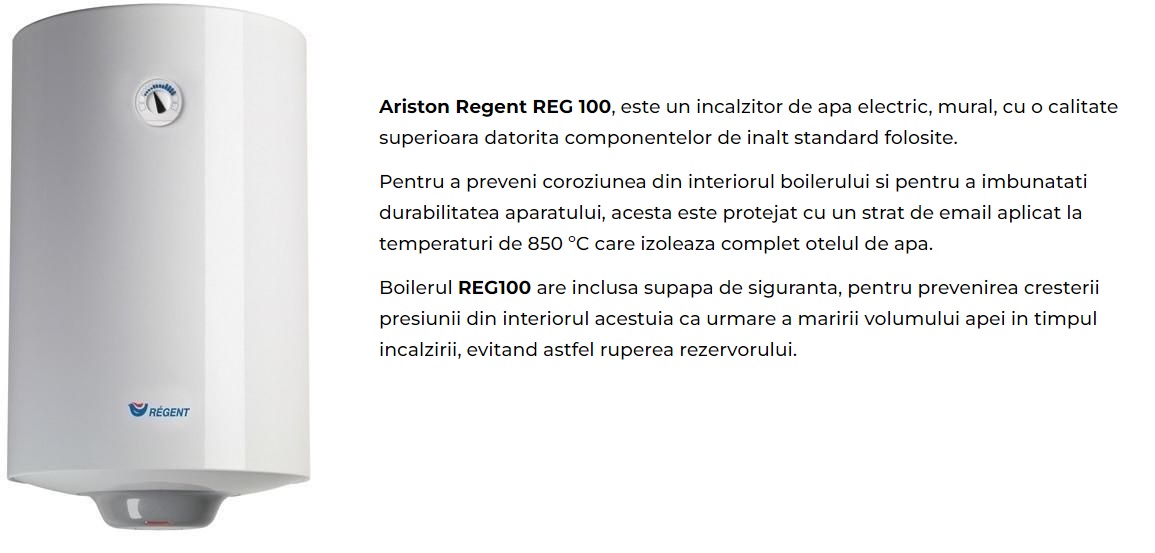 Ariston Regent REG 100, este un incalzitor de apa electric, mural, cu o calitate
superioara datorita componentelor de inalt standard folosite.
Pentru a preveni coroziunea din interiorul boilerului si pentru a imbunatati
durabilitatea aparatului, acesta este protejat cu un strat de email aplicat la
temperaturi de 850 °C care izoleaza complet otelul de apa.
Boilerul REG100 are inclusa supapa de siguranta, pentru prevenirea cresterii
presiunii din interiorul acestuia ca urmare a maririi volumului apei in timpul
incalzirii, evitand astfel ruperea rezervorului.
RÉGENT